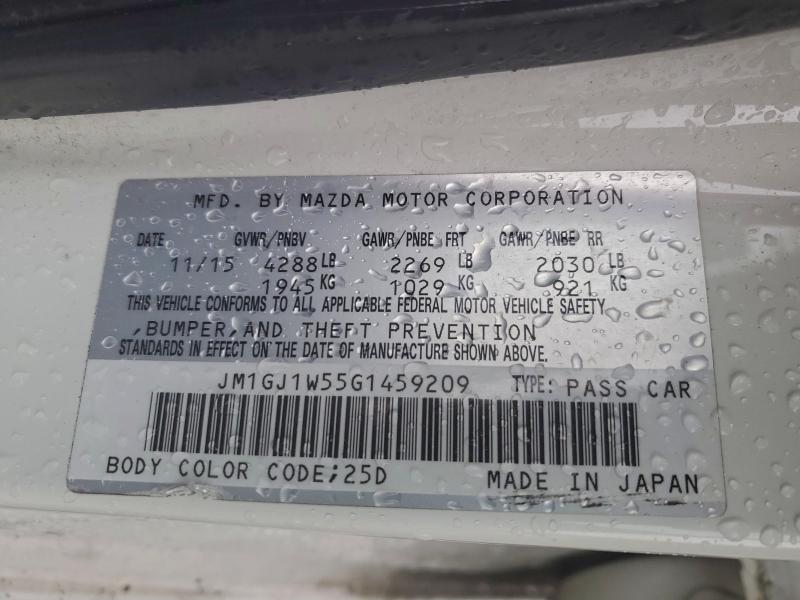 MFD. BY MAZDA MOTOR CORPORATION
DATE GVWR/PNBV GAWR/PNBE FRT GAWR/PNBE RR
11/15 4288 LB 2269 LB 2030 LB
1945 KG 1029 KG 921 KG
THIS VEHICLE CONFORMS TO ALL APPLICABLE FEDERAL MOTOR VEHICLE SAFETY
,BUMPER,AND THEFT PREVENTION
STANDARDS IN EFFECT ON THE DATE OF MANUFACTURE SHOWN ABOVE.
JM1GJ1W55G1459209 TYPE: PASS CAR
BODY COLOR CODE;25D MADE IN JAPAN